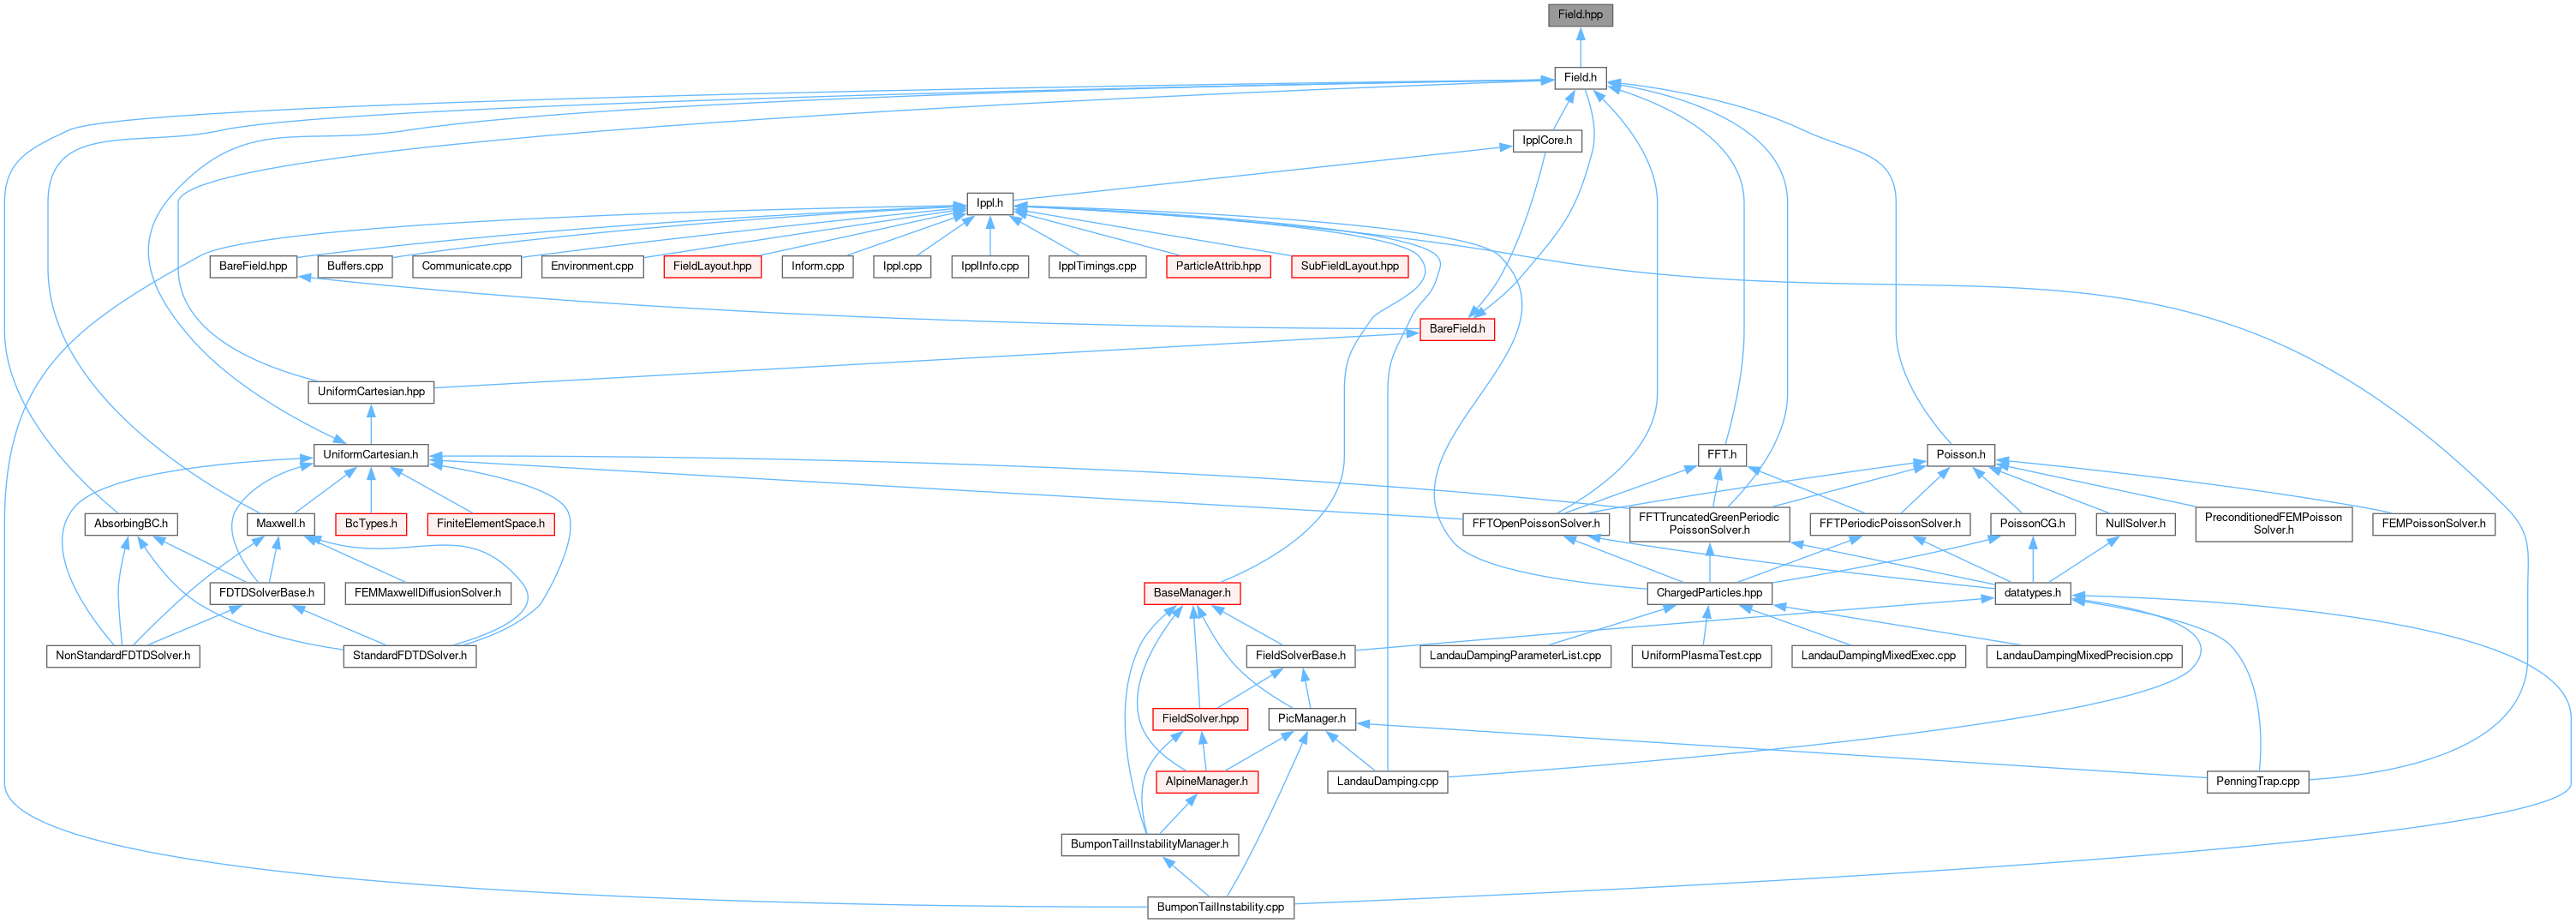 Field.hpp
Field.h
IpplCore.h
Ippl.h
BareField.hpp
Buffers.cpp
Communicate.cpp
Environment.cpp
FieldLayout.hpp
Inform.cpp
Ippl.cpp
IpplInfo.cpp
IpplTimings.cpp
ParticleAttrib.hpp
SubFieldLayout.hpp
BareField.h
UniformCartesian.hpp
UniformCartesian.h
FFT.h
Poisson.h
AbsorbingBC.h
Maxwell.h
BcTypes.h
FiniteElementSpace.h
FFTOpenPoissonSolver.h
FFTTruncatedGreenPeriodic
PoissonSolver.h
FFTPeriodicPoissonSolver.h
PoissonCG.h
NullSolver.h
PreconditionedFEMPoisson
Solver.h
FEMPoissonSolver.h
FDTDSolverBase.h
FEMMaxwellDiffusionSolver.h
BaseManager.h
ChargedParticles.hpp
datatypes.h
NonStandardFDTDSolver.h
StandardFDTDSolver.h
FieldSolverBase.h
LandauDampingParameterList.cpp
UniformPlasmaTest.cpp
LandauDampingMixedExec.cpp
LandauDampingMixedPrecision.cpp
FieldSolver.hpp
PicManager.h
AlpineManager.h
LandauDamping.cpp
PenningTrap.cpp
BumponTailInstabilityManager.h
BumponTailInstability.cpp